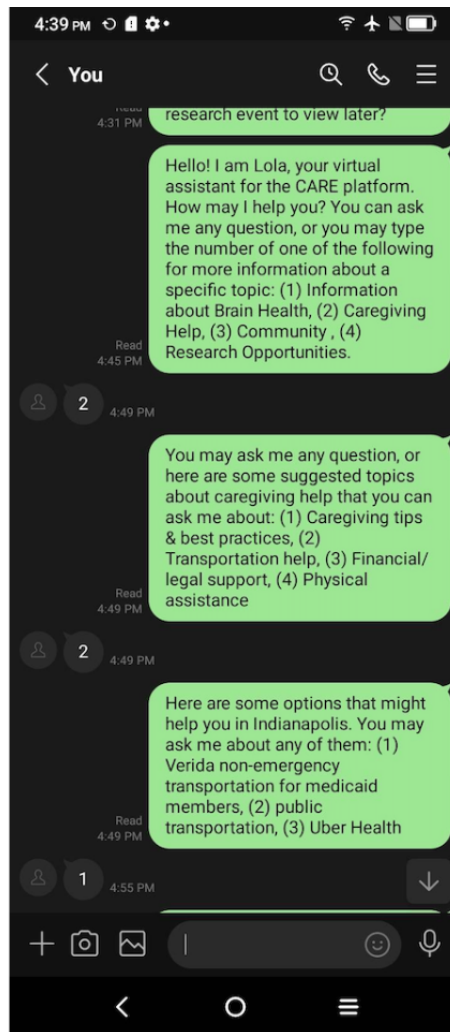 4:39 PM
You
Read
4:31 PM
research event to view later?
Hello! I am Lola, your virtual
assistant for the CARE platform.
How may I help you? You can ask
me any question, or you may type
the number of one of the following
for more information about a
specific topic: (1) Information
about Brain Health, (2) Caregiving
Help, (3) Community , (4)
Research Opportunities.
Read
4:45 PM
2
4:49 PM
You may ask me any question, or
here are some suggested topics
about caregiving help that you can
ask me about: (1) Caregiving tips
& best practices, (2)
Transportation help, (3) Financial/
legal support, (4) Physical
assistance
Read
4:49 PM
2
4:49 PM
Here are some options that might
help you in Indianapolis. You may
ask me about any of them: (1)
Verida non-emergency
transportation for medicaid
members, (2) public
transportation, (3) Uber Health
Read
4:49 PM
1
4:55 PM